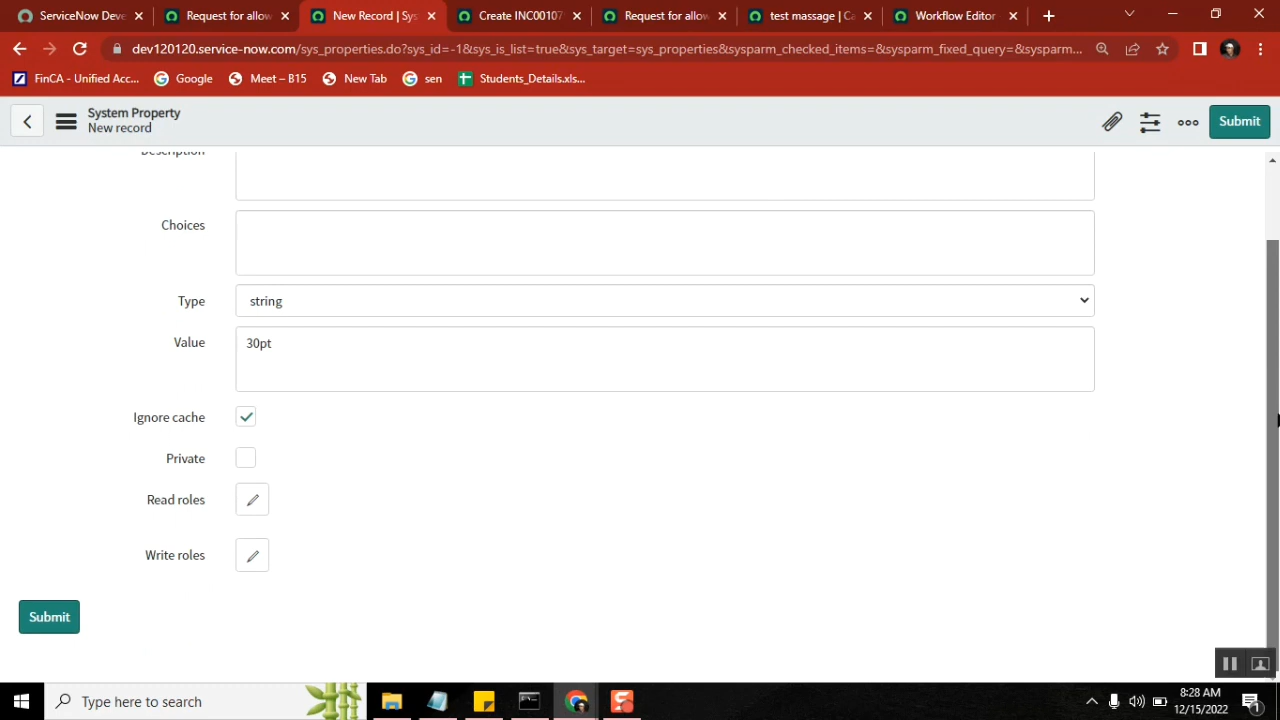 ServiceNow Deve
Request for allow
New Record | Sys
Create INC00107
Request for allow
test massage | Ca
Workflow Editor
dev120120.service-now.com/sys_properties.do?sys_id=-1&sys_is_list=true&sys_target=sys_properties&sysparm_checked_items=&sysparm_fixed_query=&sysparm...
FinCA - Unified Acc...
Google
Meet – B15
New Tab
sen
Students_Details.xls...
System Property
New record
Submit
Description
Choices
Type
string
Value
30pt
Ignore cache
Private
Read roles
Write roles
Submit
Type here to search
8:28 AM
12/15/2022
1